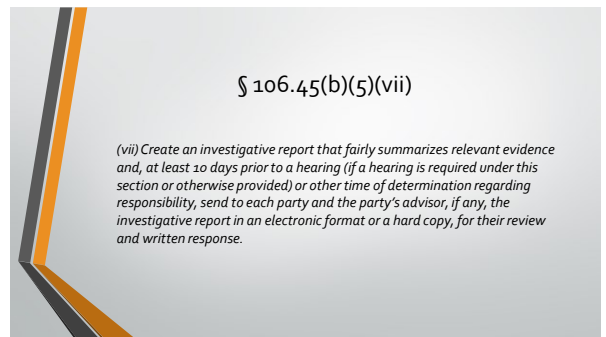 § 106.45(b)(5)(vii)
(vii) Create an investigative report that fairly summarizes relevant evidence
and, at least 10 days prior to a hearing (if a hearing is required under this
section or otherwise provided) or other time of determination regarding
responsibility, send to each party and the party's advisor, if any, the
investigative report in an electronic format or a hard copy, for their review
and written response.